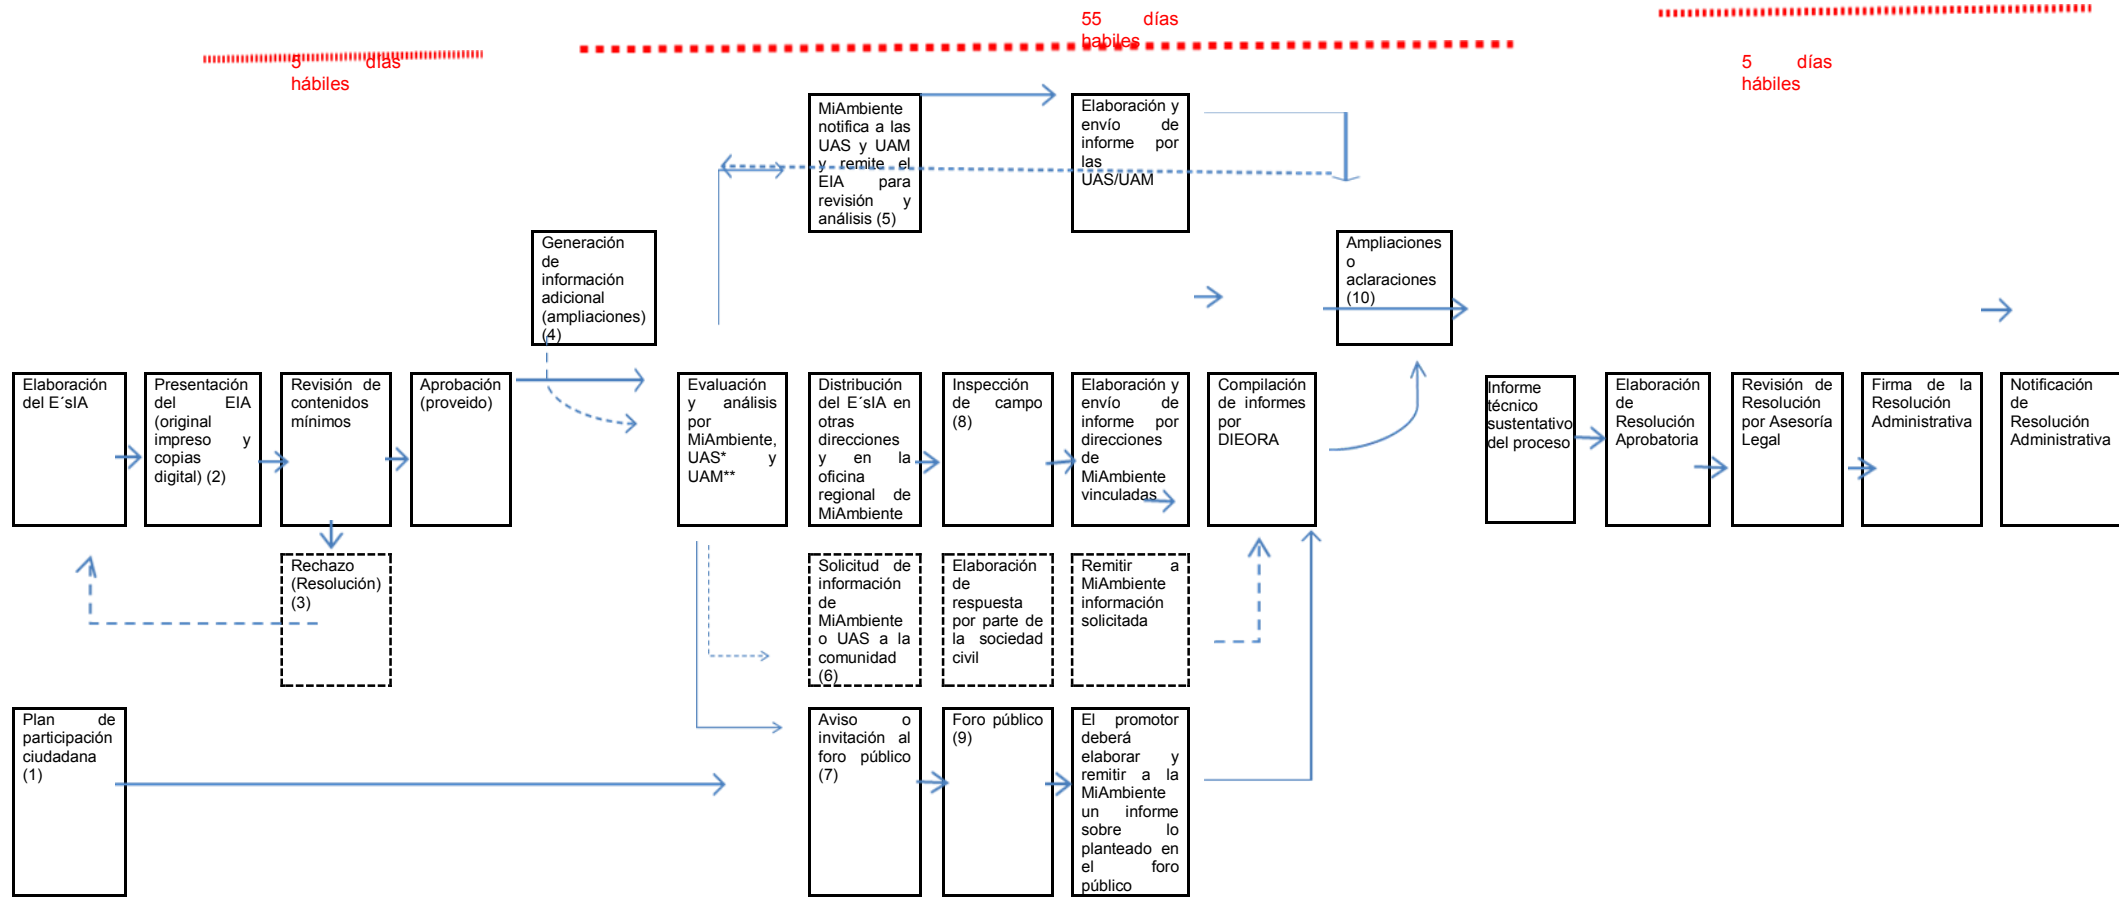 55 días
habiles
5 días
hábiles
5 días
hábiles
MiAmbiente
notifica a las
UAS y UAM
y remite el
EIA para
revisión y
análisis (5)
Elaboración y
envío de
informe por
las
UAS/UAM
Generación
de
información
adicional
(ampliaciones)
(4)
Ampliaciones
o
aclaraciones
(10)
Elaboración
del E´sIA
Presentación
del EIA
(original
impreso y
copias
digital) (2)
Revisión de
contenidos
mínimos
Aprobación
(proveido)
Evaluación
y análisis
por
MiAmbiente,
UAS* y
UAM**
Distribución
del E´sIA en
otras
direcciones
y en la
oficina
regional de
MiAmbiente
Inspección
de campo
(8)
Elaboración y
envío de
informe por
direcciones
de
MiAmbiente
vinculadas
Compilación
de informes
por
DIEORA
Informe
técnico
sustentativo
del proceso
Elaboración
de
Resolución
Aprobatoria
Revisión de
Resolución
por Asesoría
Legal
Firma de la
Resolución
Administrativa
Notificación
de
Resolución
Administrativa
Rechazo
(Resolución)
(3)
Solicitud de
información
de
MiAmbiente
o UAS a la
comunidad
(6)
Elaboración
de
respuesta
por parte de
la sociedad
civil
Remitir a
MiAmbiente
información
solicitada
Plan de
participación
ciudadana
(1)
Aviso o
invitación al
foro público
(7)
Foro público
(9)
El promotor
deberá
elaborar y
remitir a la
MiAmbiente
un informe
sobre lo
planteado en
el foro
público